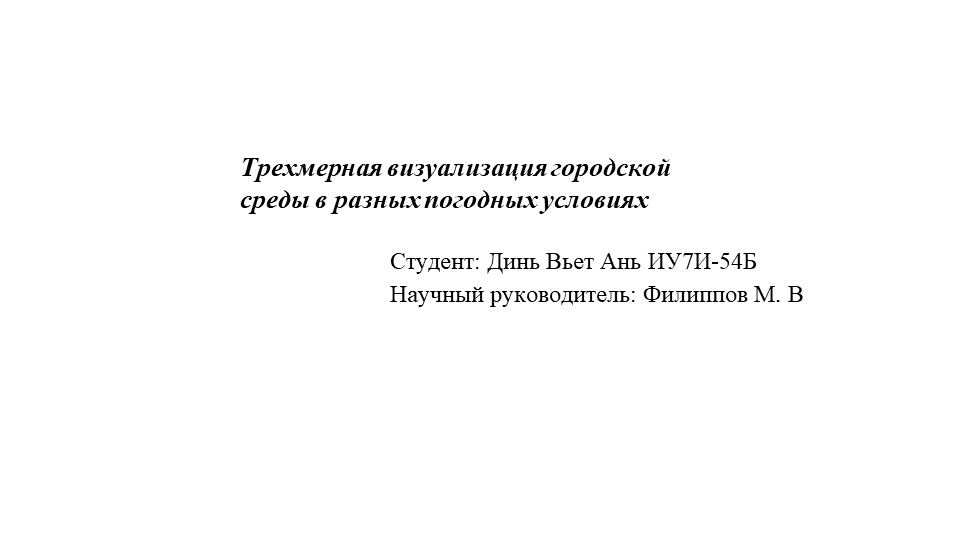 Трехмерная визуализация городской
среды в разных погодных условиях
Студент: Динь Вьет Ань ИУ7И-54Б
Научный руководитель: Филиппов М. В